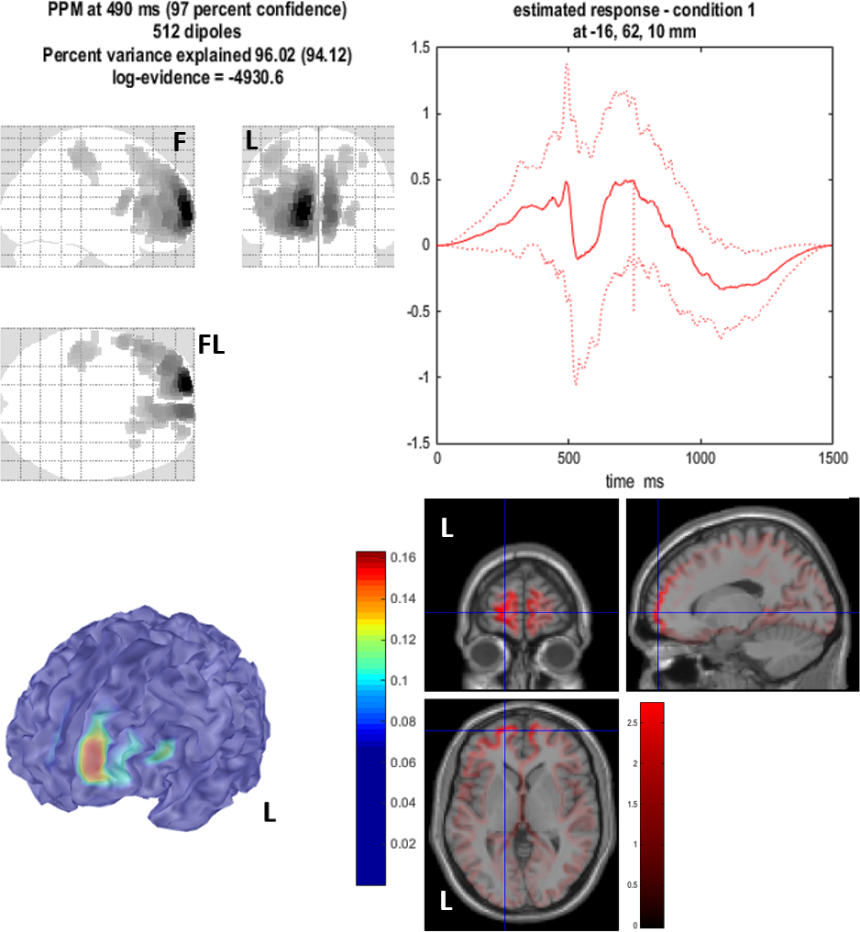 PPM at 490 ms (97 percent confidence)
512 dipoles
Percent variance explained 96.02 (94.12)
log-evidence = -4930.6
F
L
FL
estimated response - condition 1
at -16, 62, 10 mm
1.5
1
0.5
0
-0.5
-1
-1.5
0
500
1000
1500
time ms
L
0.16
0.14
0.12
0.1
0.08
0.06
0.04
0.02
L
L
2.5
2
1.5
1
0.5
0